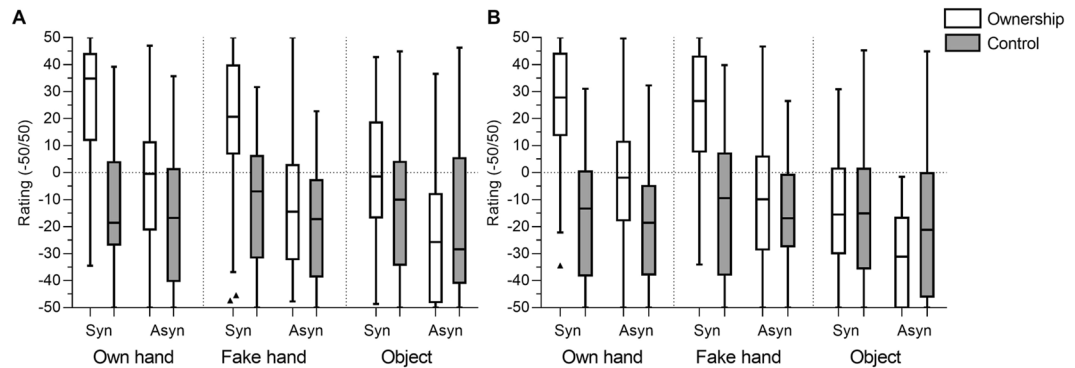 A
B
Ownership
Control
Rating (-50/50)
50
40
30
20
10
0
-10
-20
-30
-40
-50
Syn Asyn Syn Asyn Syn Asyn
Own hand Fake hand Object
Rating (-50/50)
50
40
30
20
10
0
-10
-20
-30
-40
-50
Syn Asyn Syn Asyn Syn Asyn
Own hand Fake hand Object